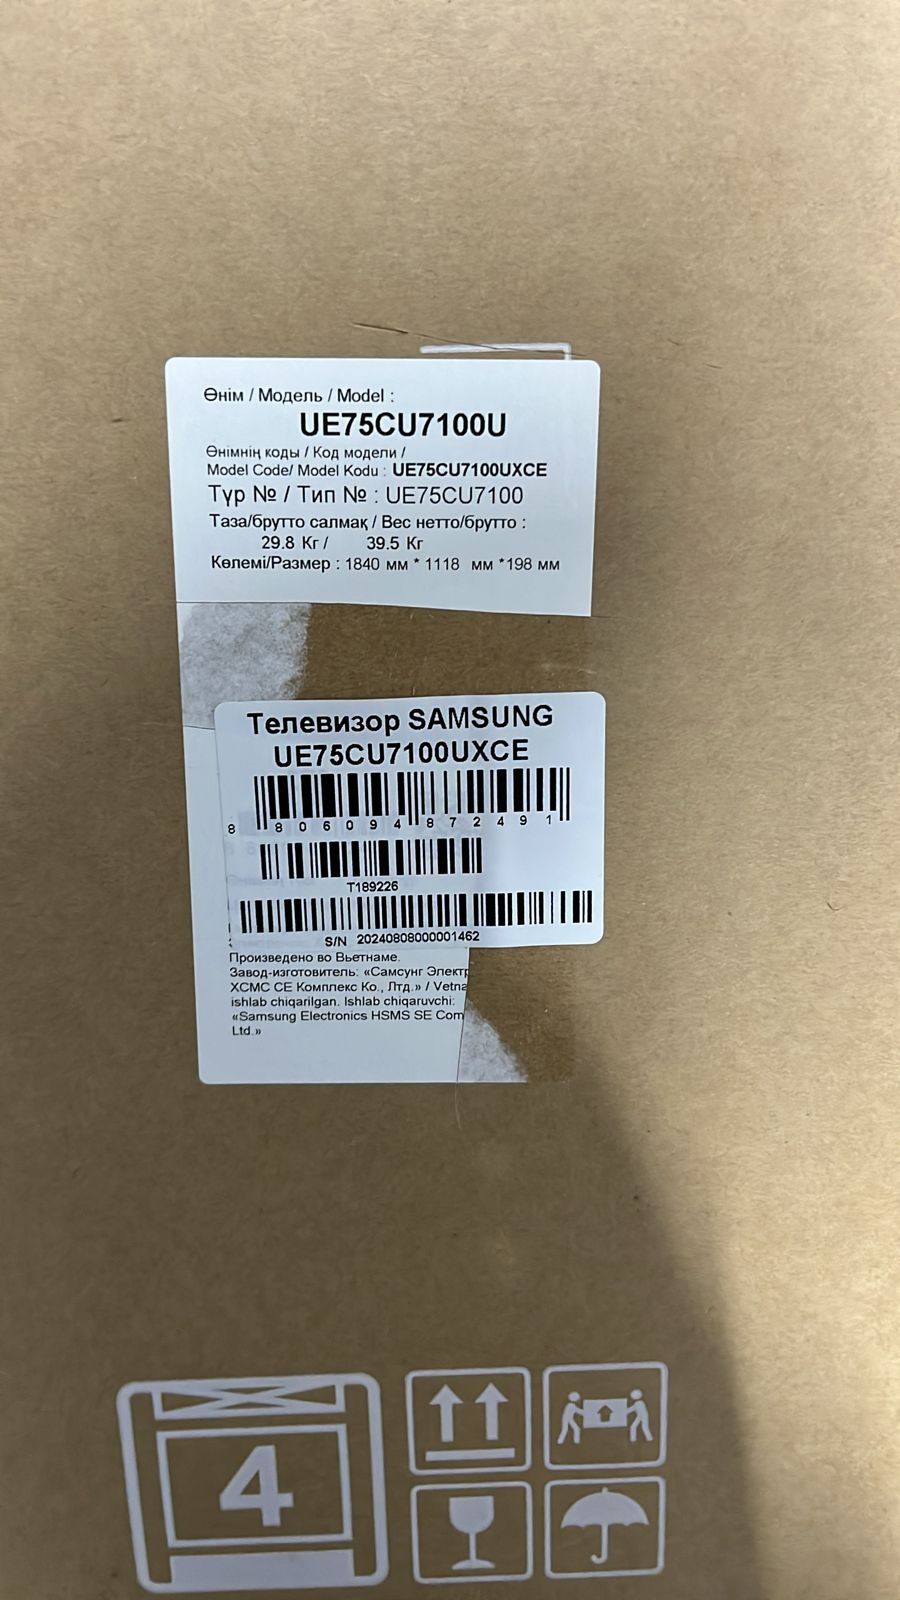 Өнім / Модель / Model :
UE75CU7100U
Өнімнің коды / Код модели /
Model Code/ Model Kodu : UE75CU7100UXCE
Түр № / Тип № : UE75CU7100
Таза/брутто салмақ / Вес нетто/брутто :
29.8 Кг / 39.5 Кг
Көлемі/Размер : 1840 мм * 1118 мм *198 мм
Телевизор SAMSUNG
UE75CU7100UXCE
8 806094 872491
T189226
S/N 20240808000001462
Произведено во Вьетнаме.
Завод-изготовитель: «Самсунг Электр
ХСМС СЕ Комплекс Ко., Лтд.» / Vetna
ishlab chiqarilgan. Ishlab chiqaruvchi:
«Samsung Electronics HSMS SE Com
Ltd.»
4